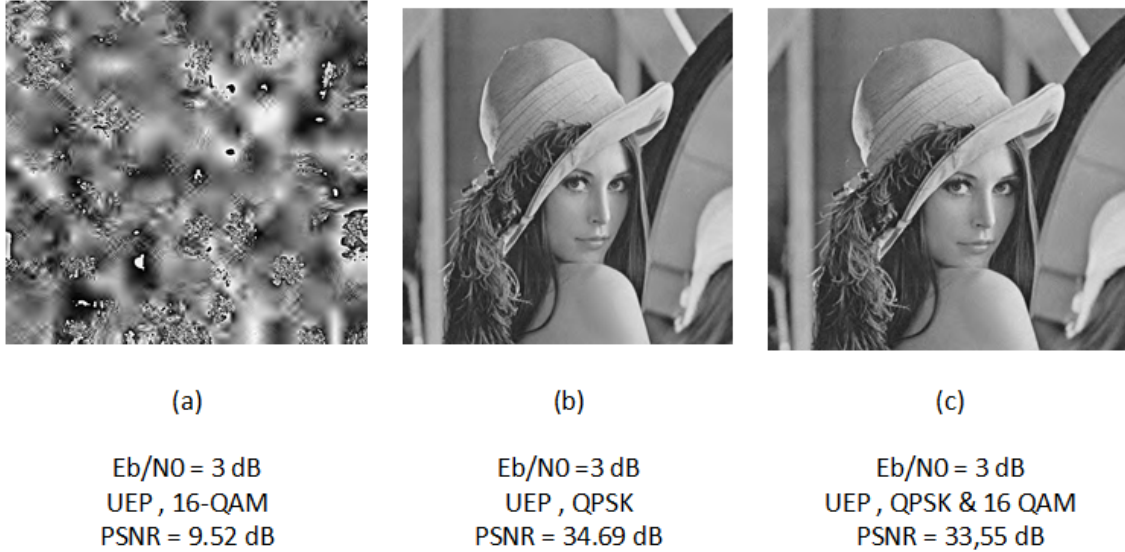 (a)
Eb/N0 = 3 dB
UEP , 16-QAM
PSNR = 9.52 dB
(b)
Eb/N0 =3 dB
UEP , QPSK
PSNR = 34.69 dB
(c)
Eb/N0 = 3 dB
UEP , QPSK & 16 QAM
PSNR = 33,55 dB